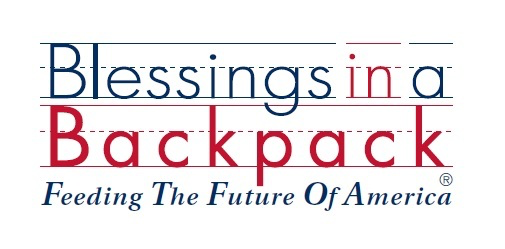 Blessings in a
Backpack®
Feeding The Future Of America